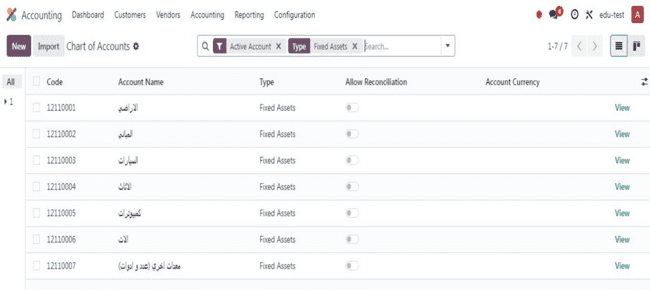 Accounting Dashboard Customers Vendors Accounting Reporting Configuration edu-test A
New Import Chart of Accounts Active Account Type Fixed Assets Search... 1-7 / 7
All Code Account Name Type Allow Reconciliation Account Currency
1
12110001 الأراضي Fixed Assets View
12110002 المباني Fixed Assets View
12110003 السيارات Fixed Assets View
12110004 الاثاث Fixed Assets View
12110005 كمبيوترات Fixed Assets View
12110006 الات Fixed Assets View
12110007 معدات اخري (عدد و ادوات) Fixed Assets View